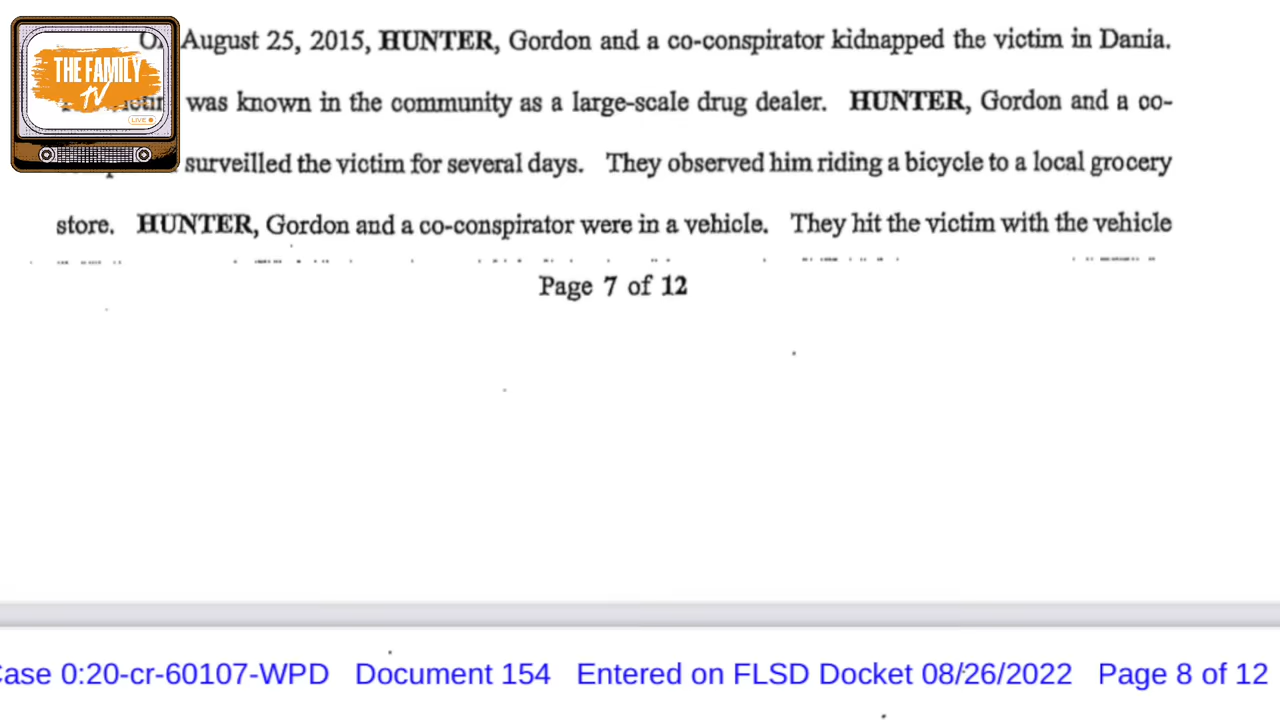 THE FAMILY
TV
LIVE
August 25, 2015, HUNTER, Gordon and a co-conspirator kidnapped the victim in Dania.
was known in the community as a large-scale drug dealer. HUNTER, Gordon and a co-
surveilled the victim for several days. They observed him riding a bicycle to a local grocery
store. HUNTER, Gordon and a co-conspirator were in a vehicle. They hit the victim with the vehicle
Page 7 of 12
Case 0:20-cr-60107-WPD Document 154 Entered on FLSD Docket 08/26/2022 Page 8 of 12